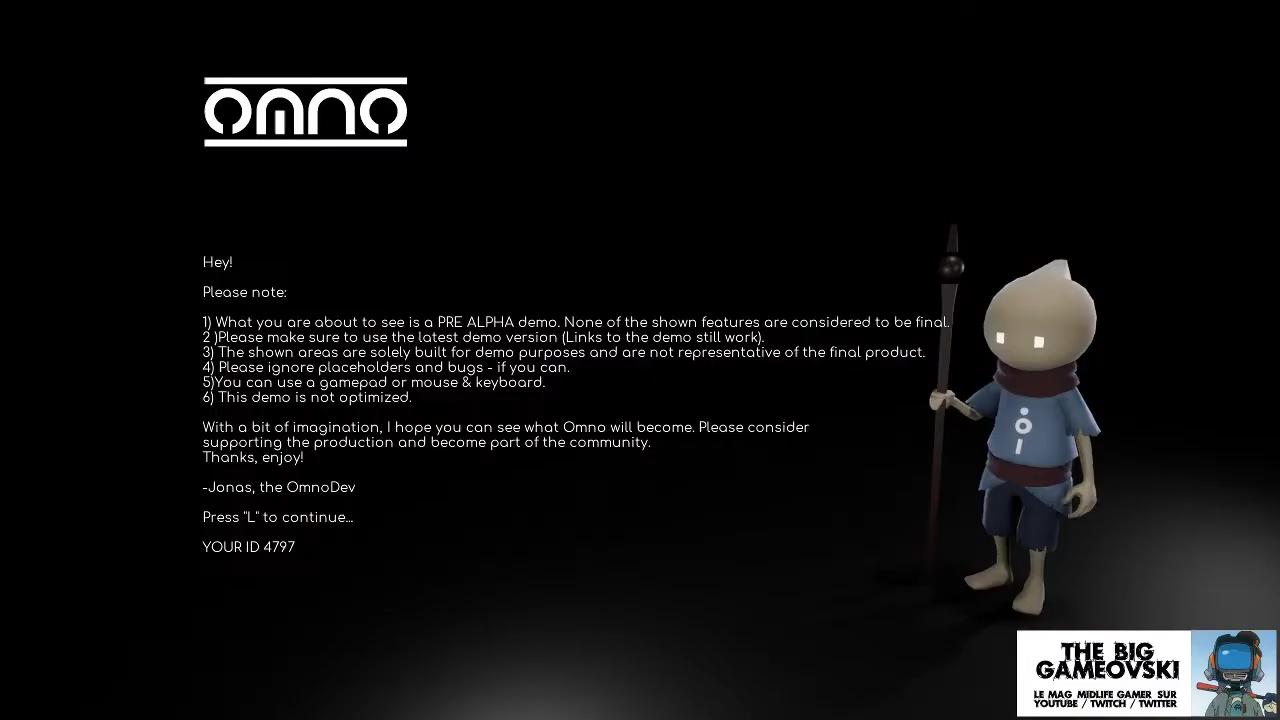 OMNO
Hey!
Please note:
1) What you are about to see is a PRE ALPHA demo. None of the shown features are considered to be final.
2 )Please make sure to use the latest demo version (Links to the demo still work).
3) The shown areas are solely built for demo purposes and are not representative of the final product.
4) Please ignore placeholders and bugs - if you can.
5)You can use a gamepad or mouse & keyboard.
6) This demo is not optimized.
With a bit of imagination, I hope you can see what Omno will become. Please consider
supporting the production and become part of the community.
Thanks, enjoy!
-Jonas, the OmnoDev
Press "L" to continue...
YOUR ID 4797
THE BIG
GAMEOVSKI
LE MAG MIDLIFE GAMER SUR
YOUTUBE / TWITCH / TWITTER